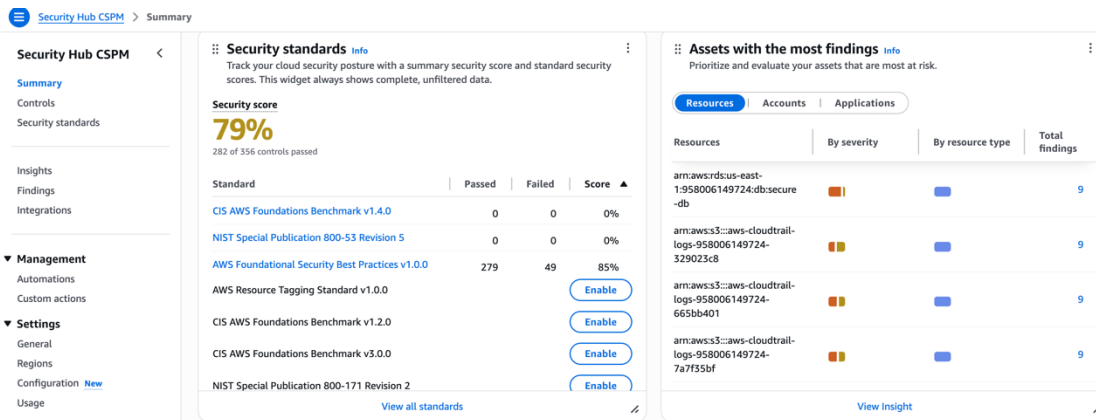 Security Hub CSPM > Summary
Security Hub CSPM
Summary
Controls
Security standards
Insights
Findings
Integrations
Management
Automations
Custom actions
Settings
General
Regions
Configuration New
Usage
Security standards Info
Track your cloud security posture with a summary security score and standard security
scores. This widget always shows complete, unfiltered data.
Security score
79%
282 of 356 controls passed
Standard Passed Failed Score
CIS AWS Foundations Benchmark v1.4.0 0 0 0%
NIST Special Publication 800-53 Revision 5 0 0 0%
AWS Foundational Security Best Practices v1.0.0 279 49 85%
AWS Resource Tagging Standard v1.0.0 Enable
CIS AWS Foundations Benchmark v1.2.0 Enable
CIS AWS Foundations Benchmark v3.0.0 Enable
NIST Special Publication 800-171 Revision 2 Enable
View all standards
Assets with the most findings Info
Prioritize and evaluate your assets that are most at risk.
Resources Accounts Applications
Resources By severity By resource type Total
findings
arn:aws:rds:us-east-
1:958006149724:db:secure
-db 9
arn:aws:s3:::aws-cloudtrail-
logs-958006149724-
329023c8 9
arn:aws:s3:::aws-cloudtrail-
logs-958006149724-
665bb401 9
arn:aws:s3:::aws-cloudtrail-
logs-958006149724-
7a7f35bf 9
View Insight